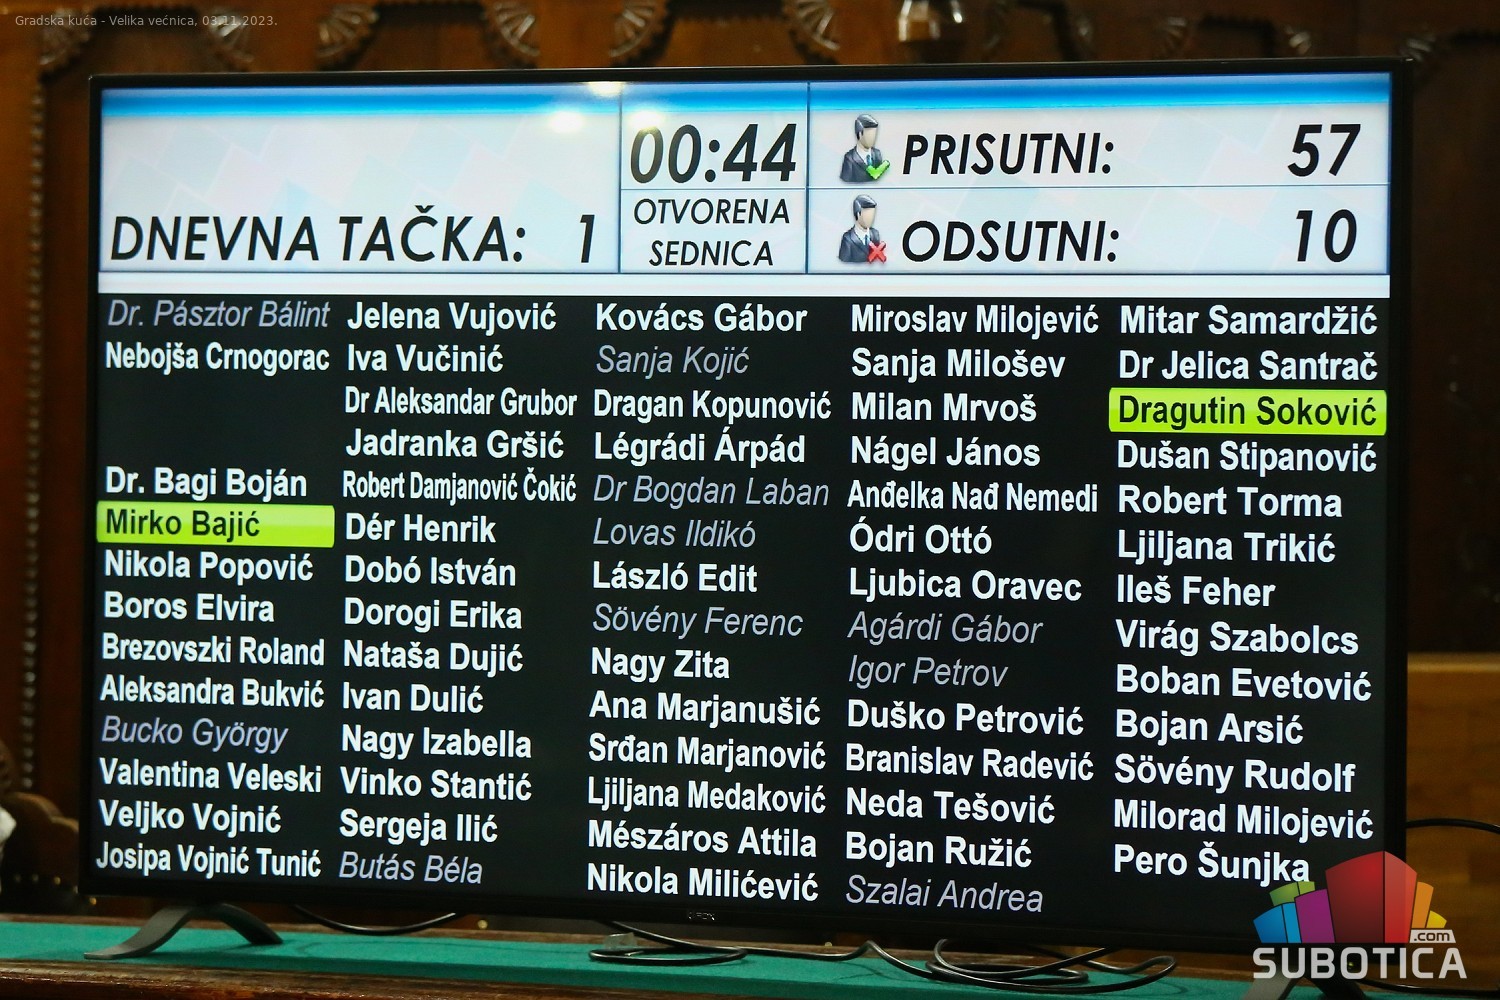 Gradska kuća - Velika većnica, 03.11.2023.
DNEVNA TAČKA: 1
00:44
OTVORENA
SEDNICA
PRISUTNI: 57
ODSUTNI: 10
Dr. Pásztor Bálint
Nebojša Crnogorac
Dr. Bagi Boján
Mirko Bajić
Nikola Popović
Boros Elvira
Brezovszki Roland
Aleksandra Bukvić
Bucko György
Valentina Veleski
Veljko Vojnić
Josipa Vojnić Tunić
Jelena Vujović
Iva Vučinić
Dr Aleksandar Grubor
Jadranka Gršić
Robert Damjanović Čokić
Dér Henrik
Dobó István
Dorogi Erika
Nataša Dujić
Ivan Dulić
Nagy Izabella
Vinko Stantić
Sergeja Ilić
Butás Béla
Kovács Gábor
Sanja Kojić
Dragan Kopunović
Légrádi Árpád
Dr Bogdan Laban
Lovas Ildikó
László Edit
Sövény Ferenc
Nagy Zita
Ana Marjanušić
Srđan Marjanović
Ljiljana Medaković
Mészáros Attila
Nikola Milićević
Miroslav Milojević
Sanja Milošev
Milan Mrvoš
Nágel János
Anđelka Nađ Nemedi
Ódri Ottó
Ljubica Oravec
Agárdi Gábor
Igor Petrov
Duško Petrović
Branislav Radević
Neda Tešović
Bojan Ružić
Szalai Andrea
Mitar Samardžić
Dr Jelica Santrač
Dragutin Soković
Dušan Stipanović
Robert Torma
Ljiljana Trikić
Ileš Feher
Virág Szabolcs
Boban Evetović
Bojan Arsić
Sövény Rudolf
Milorad Milojević
Pero Šunjka
.com
SUBOTICA